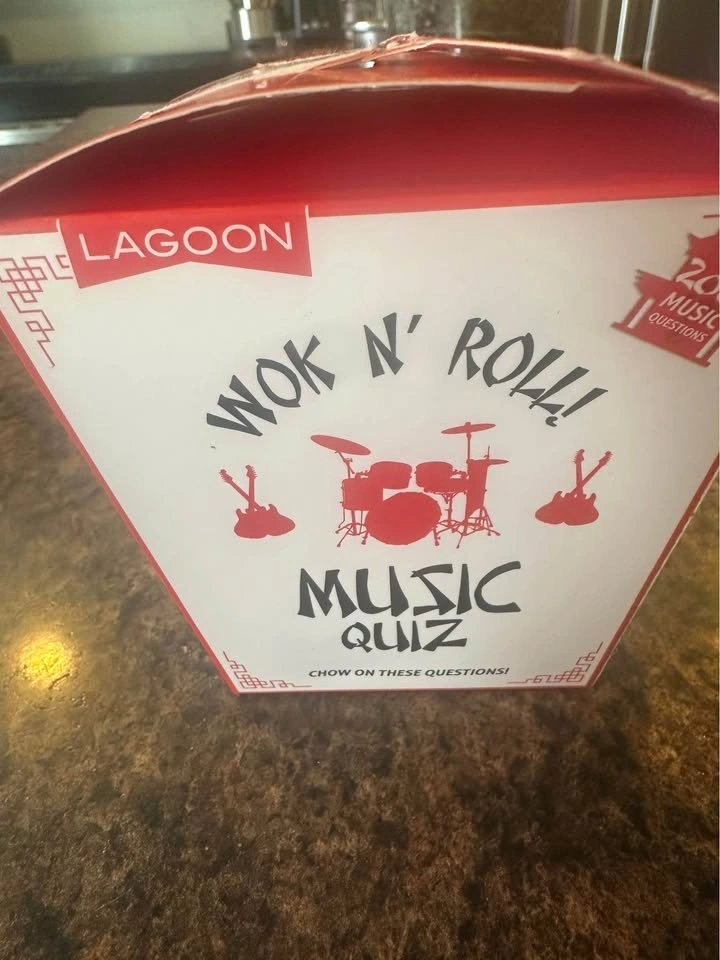 LAGOON
MUSIC
QUESTIONS
WOK N' ROLL!
MUSIC
QUIZ
CHOW ON THESE QUESTIONS!